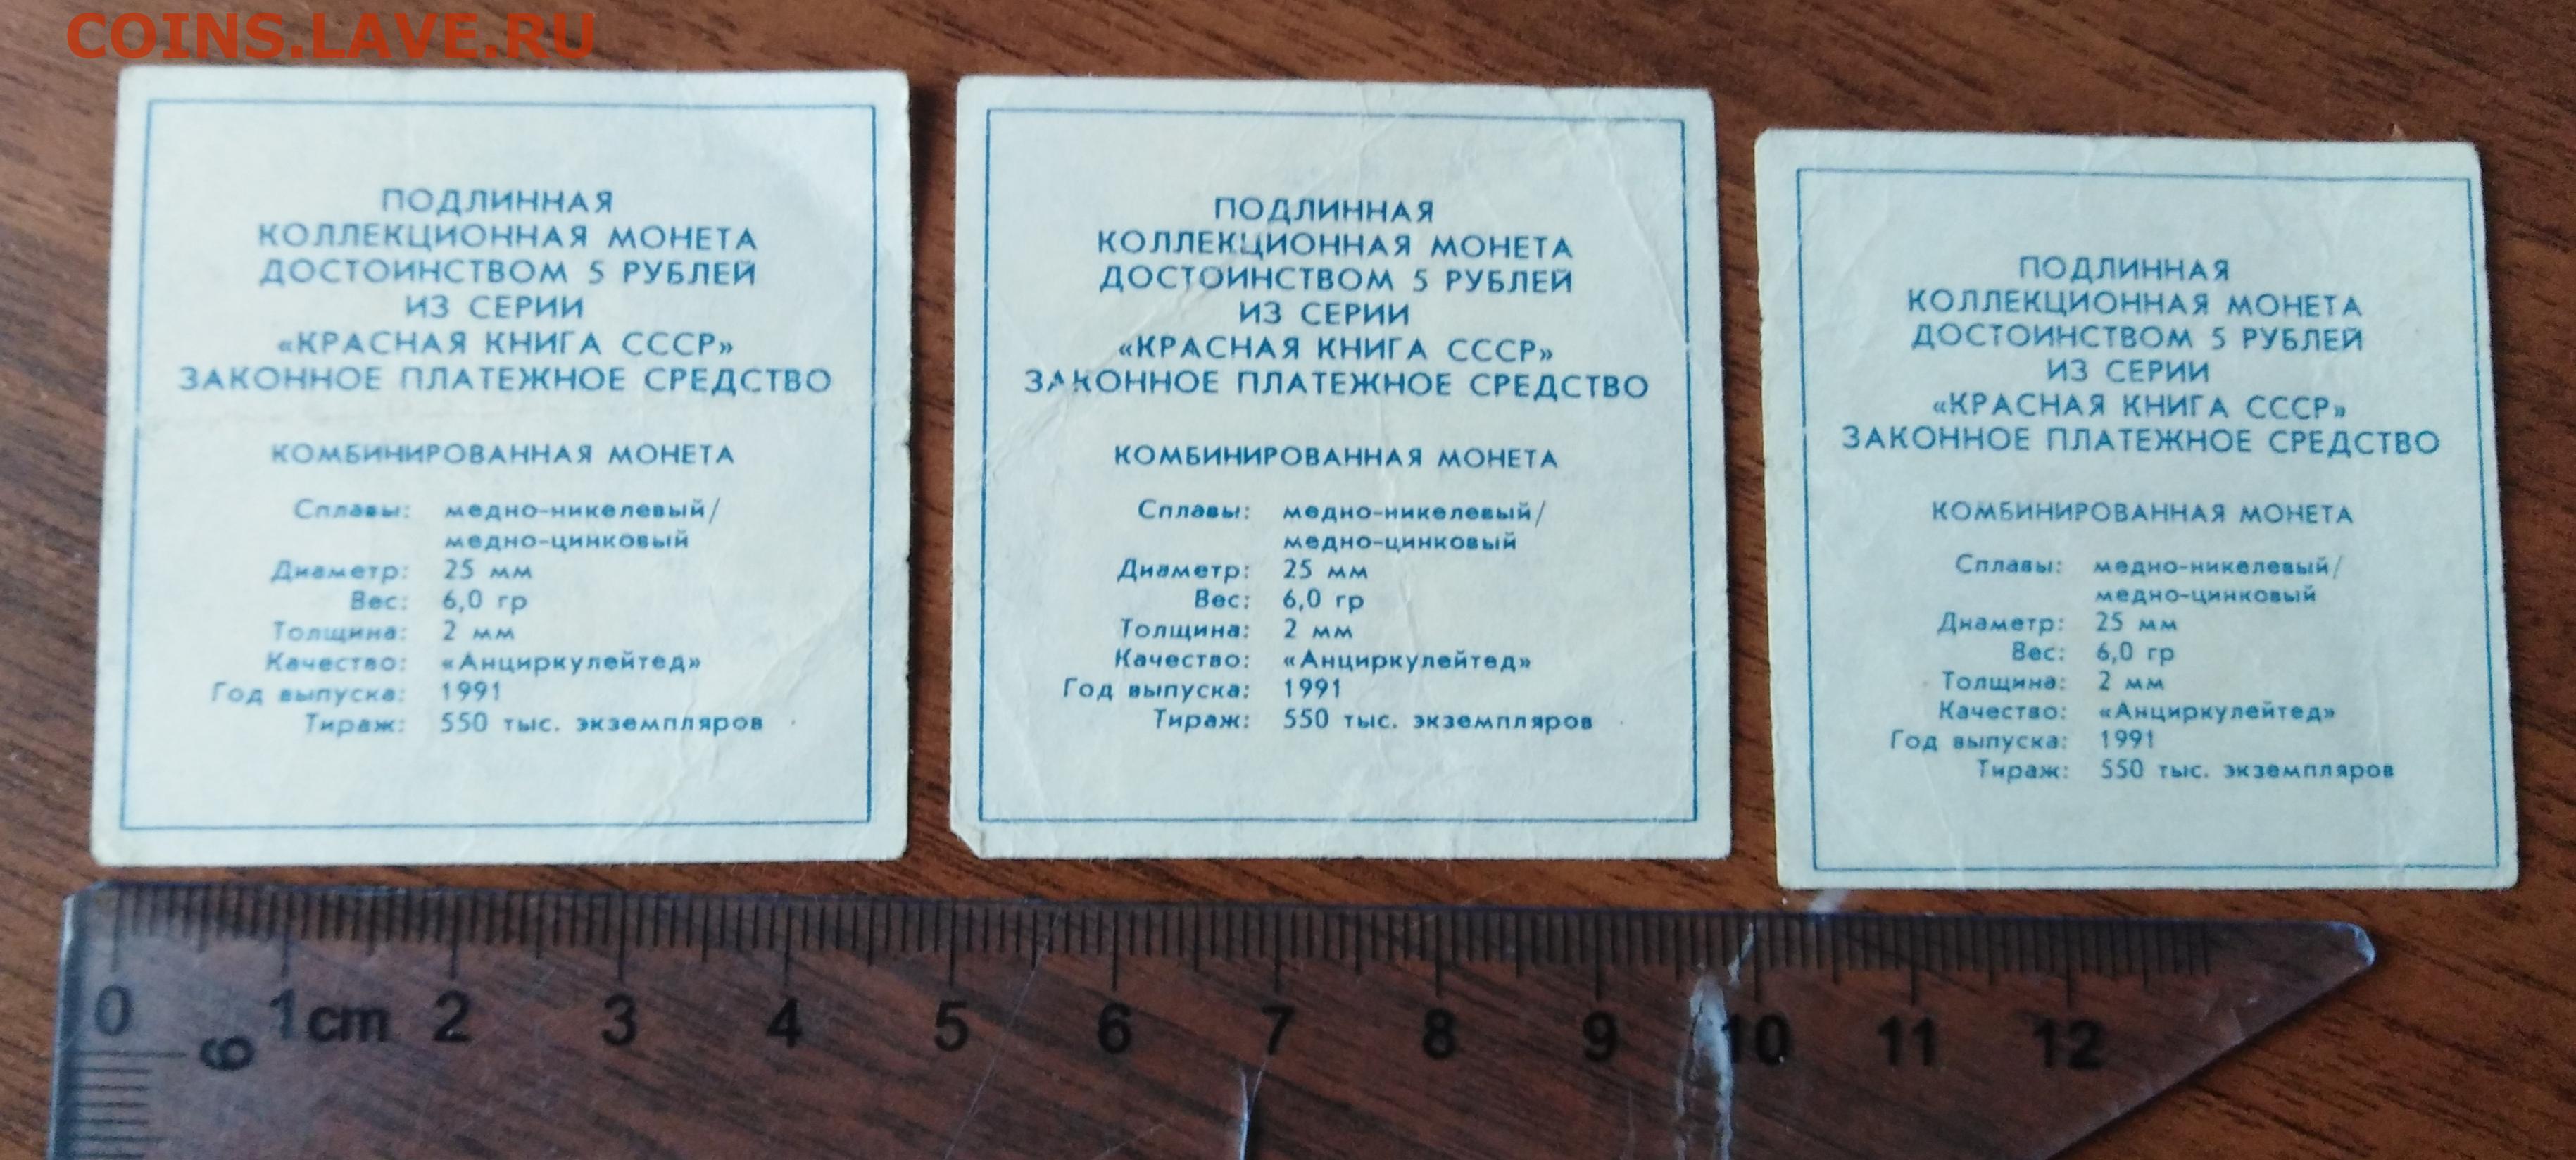 COINS.LAVE.RU
ПОДЛИННАЯ
КОЛЛЕКЦИОННАЯ МОНЕТА
ДОСТОИНСТВОМ 5 РУБЛЕЙ
ИЗ СЕРИИ
«КРАСНАЯ КНИГА СССР»
ЗАКОННОЕ ПЛАТЕЖНОЕ СРЕДСТВО
КОМБИНИРОВАННАЯ МОНЕТА
Сплавы: медно-никелевый/
медно-цинковый
Диаметр: 25 мм
Вес: 6,0 гр
Толщина: 2 мм
Качество: «Анциркулейтед»
Год выпуска: 1991
Тираж: 550 тыс. экземпляров
ПОДЛИННАЯ
КОЛЛЕКЦИОННАЯ МОНЕТА
ДОСТОИНСТВОМ 5 РУБЛЕЙ
ИЗ СЕРИИ
«КРАСНАЯ КНИГА СССР»
ЗАКОННОЕ ПЛАТЕЖНОЕ СРЕДСТВО
КОМБИНИРОВАННАЯ МОНЕТА
Сплавы: медно-никелевый/
медно-цинковый
Диаметр: 25 мм
Вес: 6,0 гр
Толщина: 2 мм
Качество: «Анциркулейтед»
Год выпуска: 1991
Тираж: 550 тыс. экземпляров
ПОДЛИННАЯ
КОЛЛЕКЦИОННАЯ МОНЕТА
ДОСТОИНСТВОМ 5 РУБЛЕЙ
ИЗ СЕРИИ
«КРАСНАЯ КНИГА СССР»
ЗАКОННОЕ ПЛАТЕЖНОЕ СРЕДСТВО
КОМБИНИРОВАННАЯ МОНЕТА
Сплавы: медно-никелевый/
медно-цинковый
Диаметр: 25 мм
Вес: 6,0 гр
Толщина: 2 мм
Качество: «Анциркулейтед»
Год выпуска: 1991
Тираж: 550 тыс. экземпляров
0 1cm 2 3 4 5 6 7 8 9 10 11 12
6